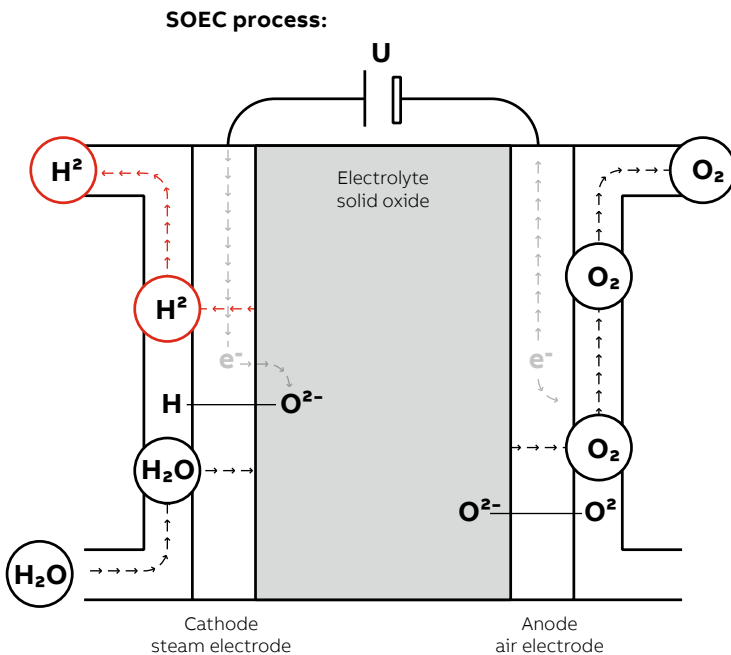 SOEC process:
U
H²
O₂
Electrolyte
solid oxide
O₂
H²
e⁻
e⁻
H
O²⁻
O₂
H₂O
O²⁻
O²
H₂O
Cathode
steam electrode
Anode
air electrode